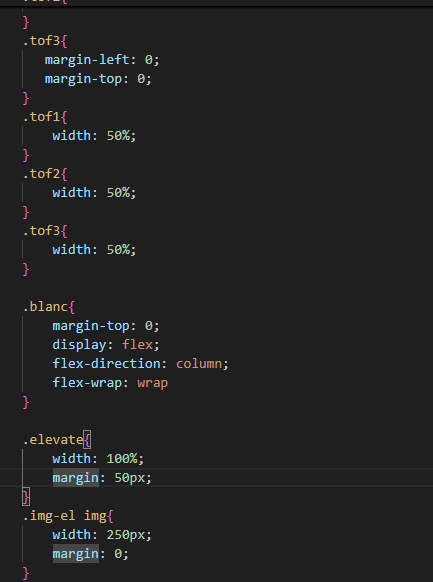 }
.tof3{
margin-left: 0;
margin-top: 0;
}
.tof1{
width: 50%;
}
.tof2{
width: 50%;
}
.tof3{
width: 50%;
}
.blanc{
margin-top: 0;
display: flex;
flex-direction: column;
flex-wrap: wrap
}
.elevate{
width: 100%;
margin: 50px;
}
.img-el img{
width: 250px;
margin: 0;
}